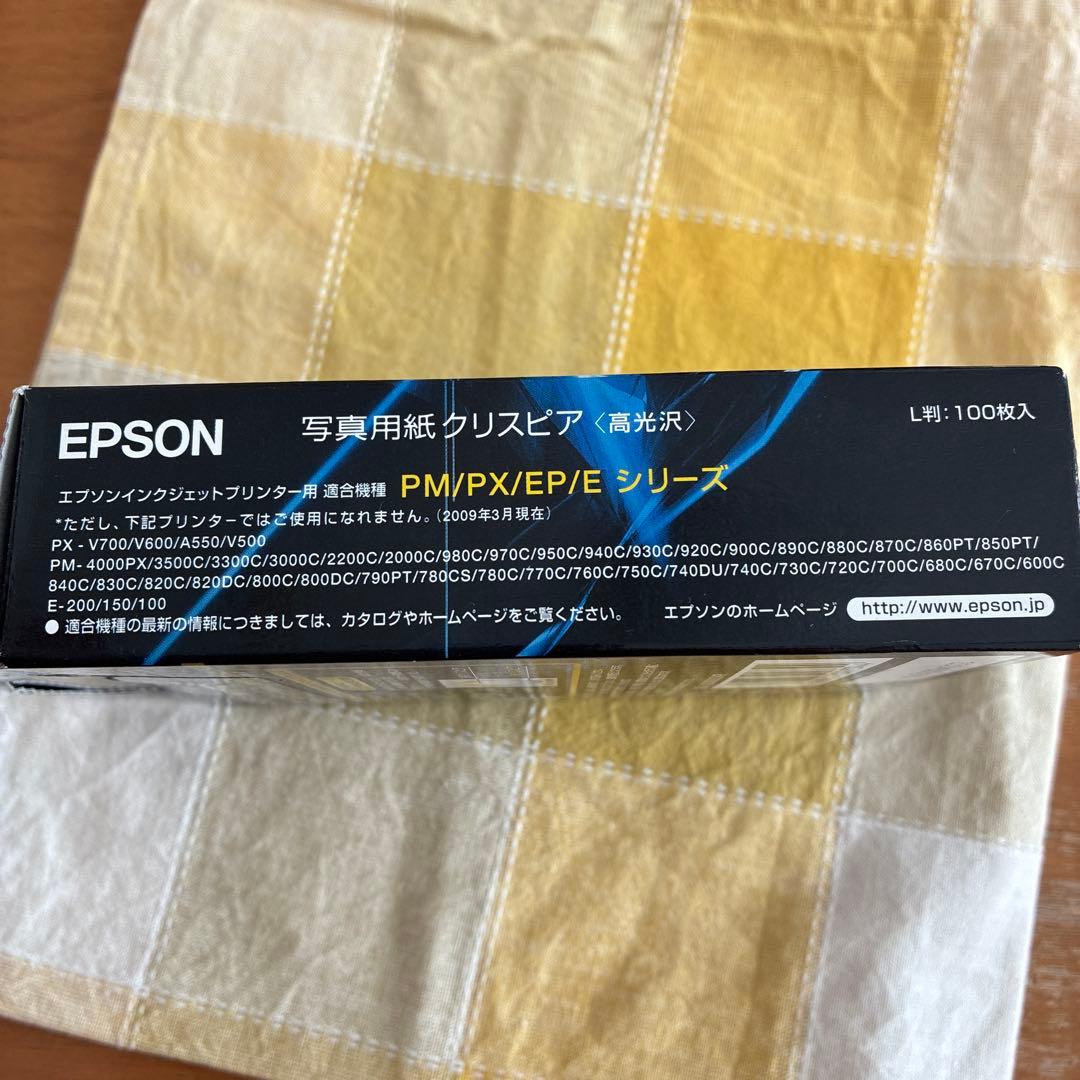 EPSON
写真用紙 クリスピア〈高光沢〉
L判:100枚入
エプソンインクジェットプリンター用 適合機種 PM/PX/EP/E シリーズ
*ただし、下記プリンターではご使用になれません。(2009年3月現在)
PX - V700/V600/A550/V500
PM- 4000PX/3500C/3300C/3000C/2200C/2000C/980C/970C/950C/940C/930C/920C/900C/890C/880C/870C/860PT/850PT/
840C/830C/820C/820DC/800C/800DC/790PT/780CS/780C/770C/760C/750C/740DU/740C/730C/720C/700C/680C/670C/600C
E-200/150/100
● 適合機種の最新の情報につきましては、カタログやホームページをご覧ください。 エプソンのホームページ http://www.epson.jp